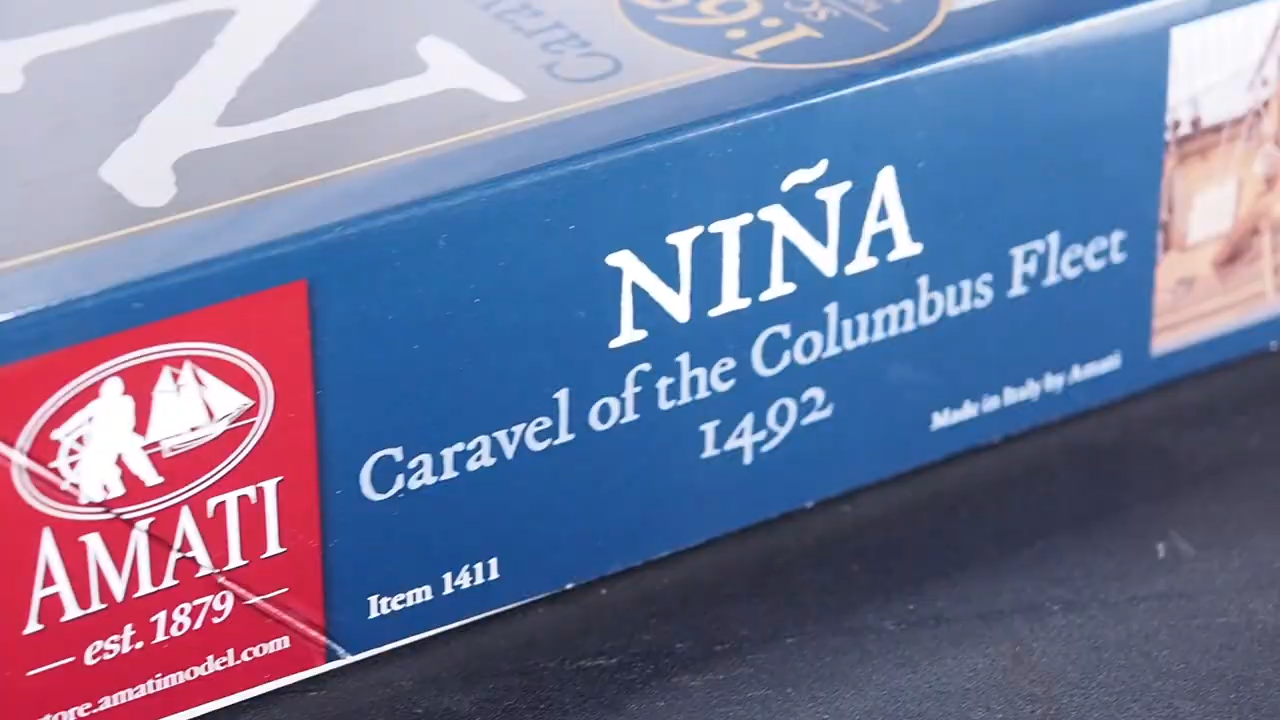 1:65
NIÑA
Caravel of the Columbus Fleet
1492
Made in Italy by Amati
Item 1411
AMATI
est. 1879
tore.amatimodel.com